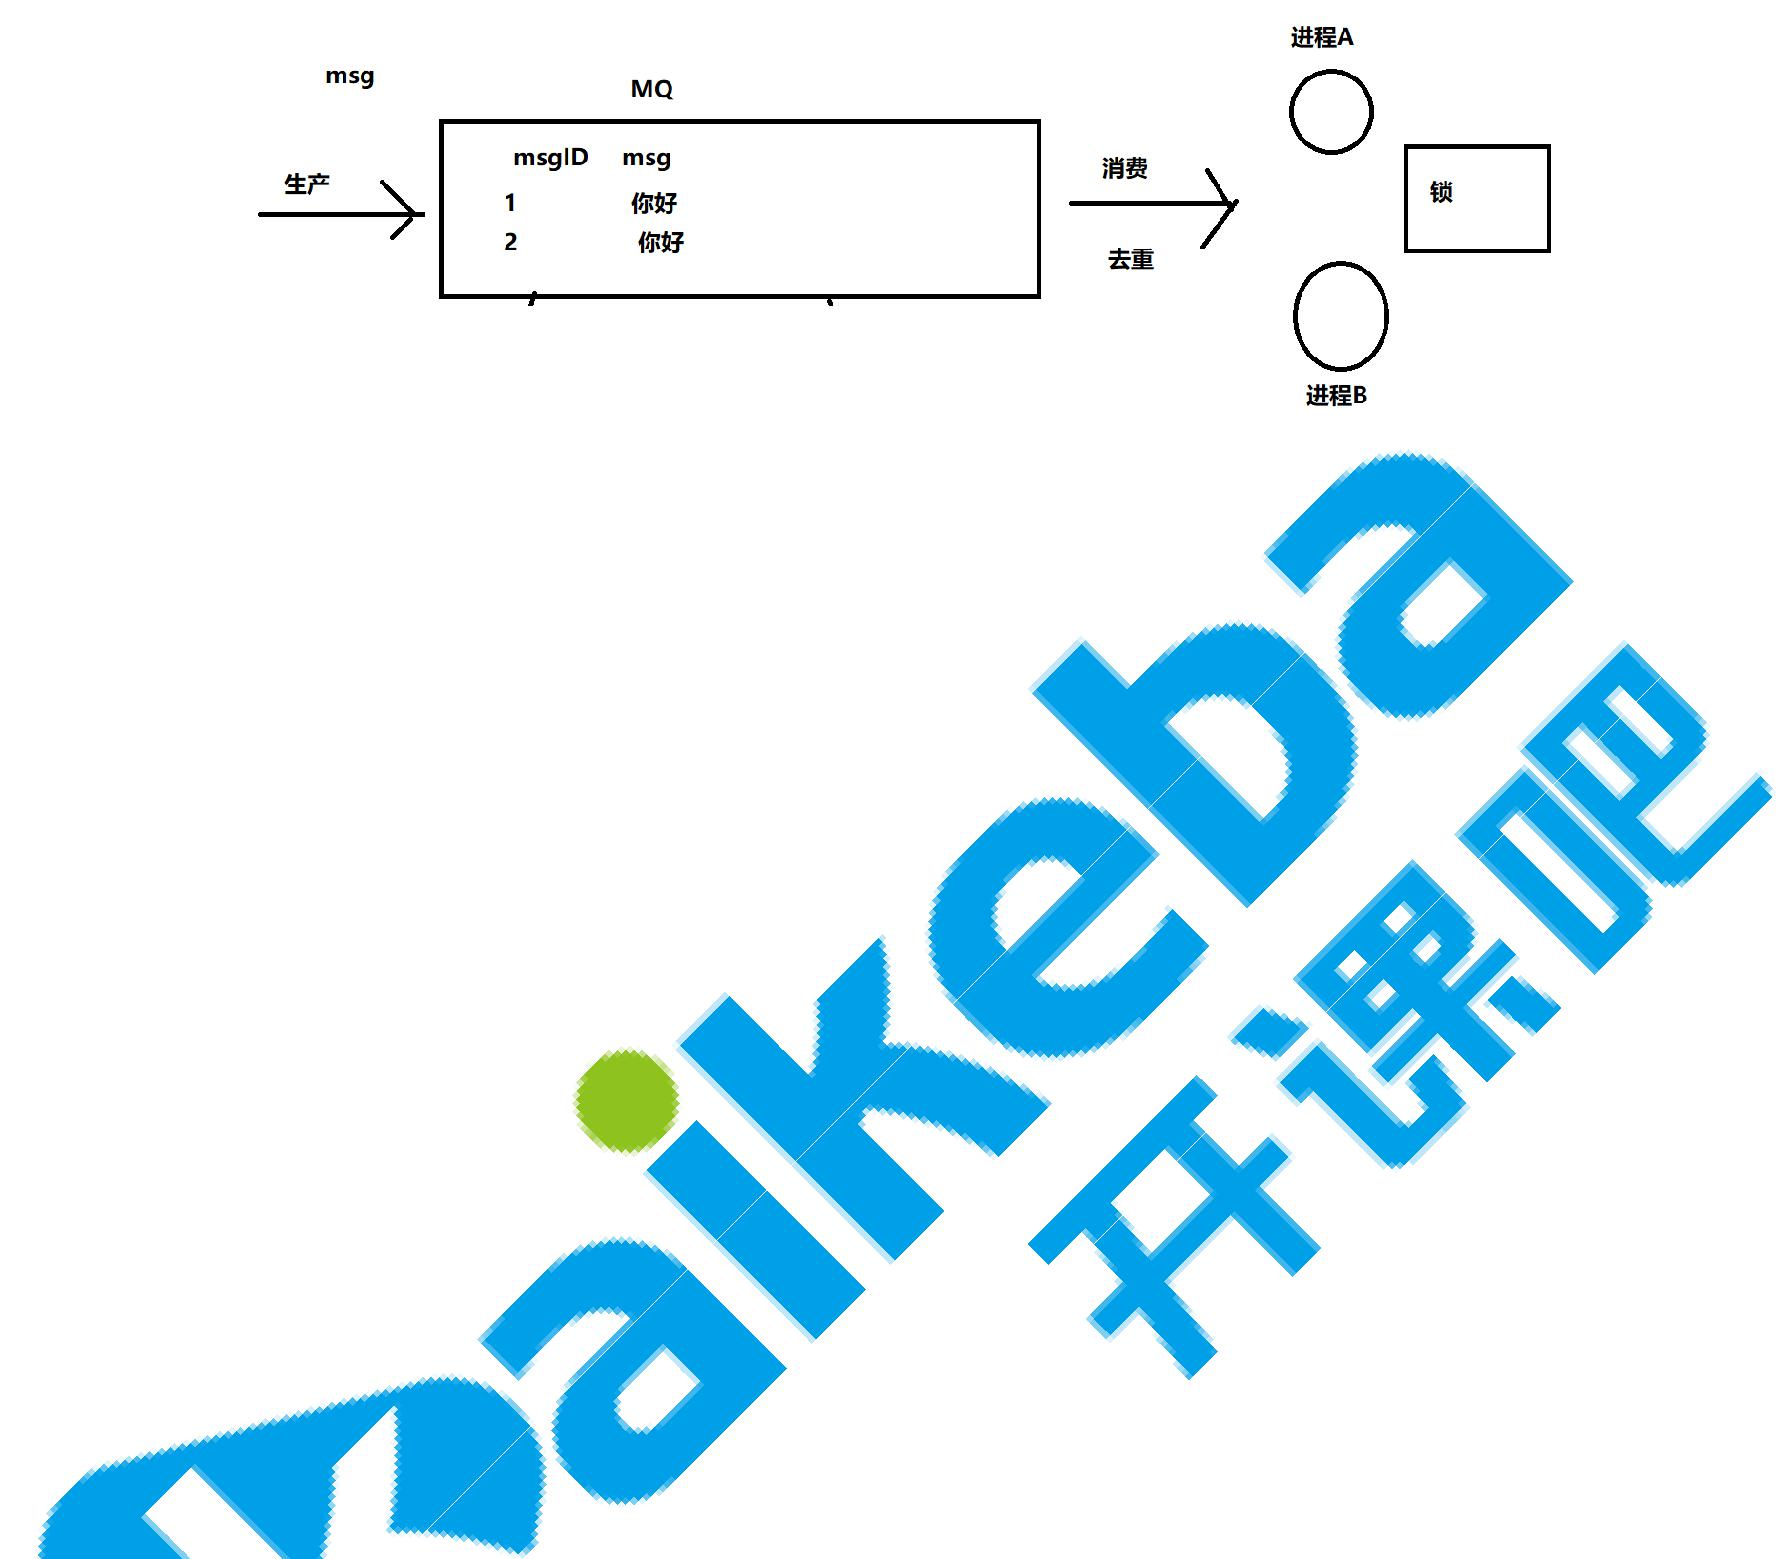 进程A
msg
MQ
msgID msg
生产
1 你好
2 你好
消费
去重
锁
进程B
kaikeba
开课吧